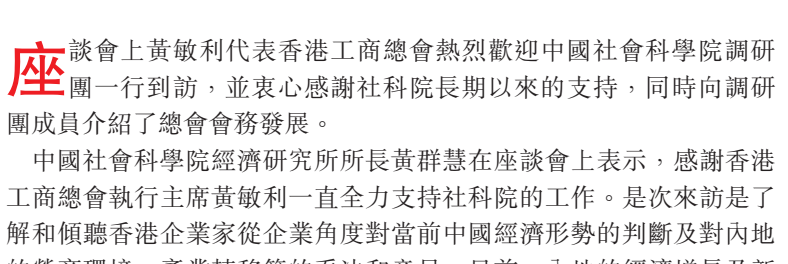 座談會上黃敏利代表香港工商總會熱烈歡迎中國社會科學院調研
團一行到訪，並衷心感謝社科院長期以來的支持，同時向調研
團成員介紹了總會會務發展。
中國社會科學院經濟研究所所長黃群慧在座談會上表示，感謝香港
工商總會執行主席黃敏利一直全力支持社科院的工作。是次來訪是了
解和傾聽香港企業家從企業角度對當前中國經濟形勢的判斷及對內地